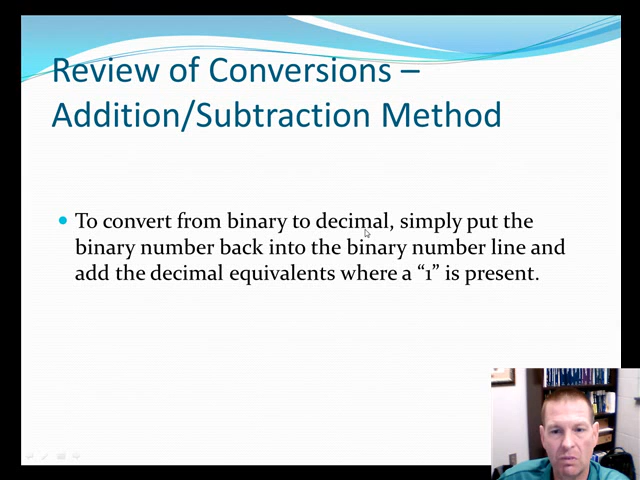 Review of Conversions –
Addition/Subtraction Method
To convert from binary to decimal, simply put the
binary number back into the binary number line and
add the decimal equivalents where a “1” is present.